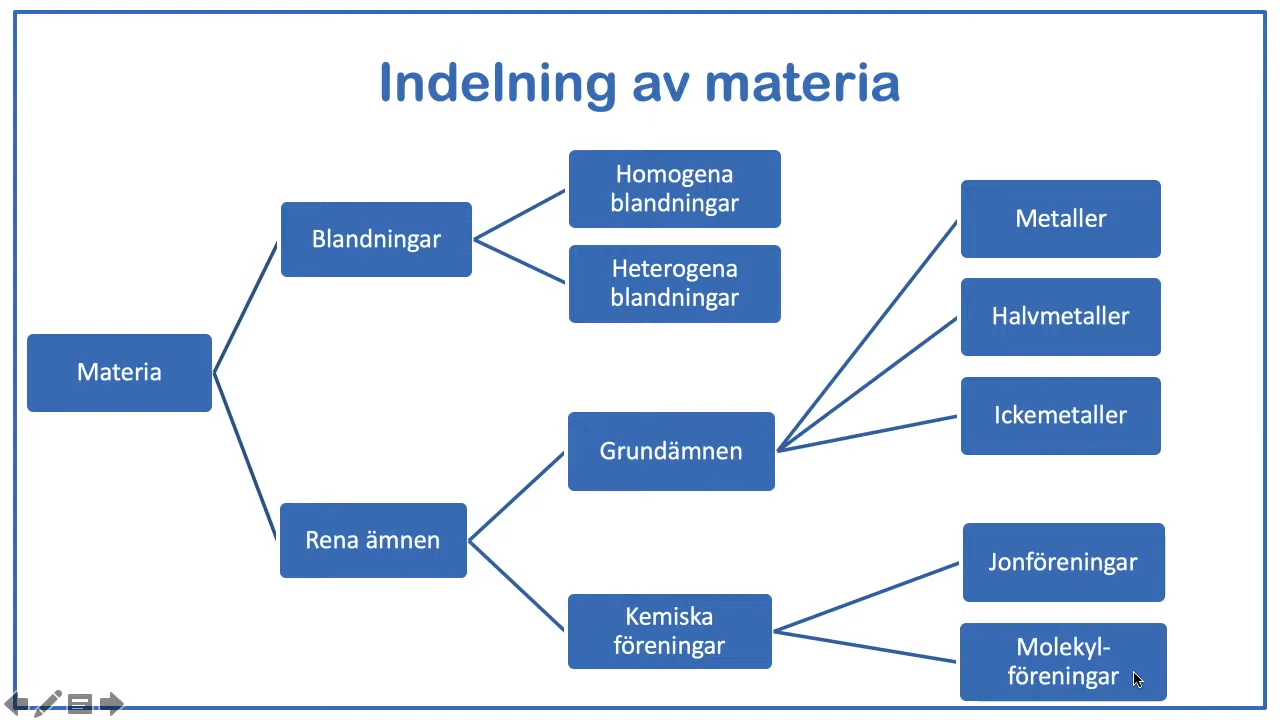 Indelning av materia
Materia
Blandningar
Homogena
blandningar
Heterogena
blandningar
Rena ämnen
Grundämnen
Metaller
Halvmetaller
Ickemetaller
Kemiska
föreningar
Jonföreningar
Molekyl-
föreningar